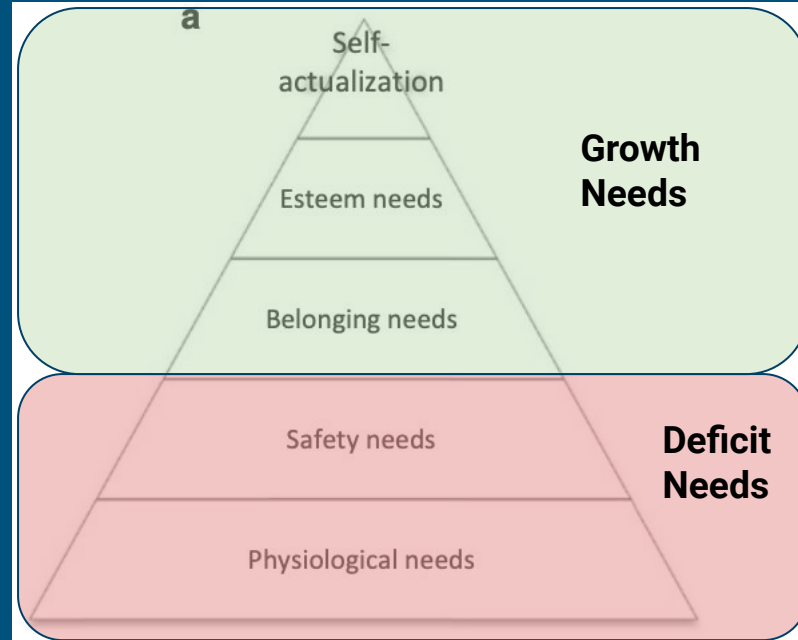 a
Self-
actualization
Growth
Needs
Esteem needs
Belonging needs
Safety needs
Deficit
Needs
Physiological needs